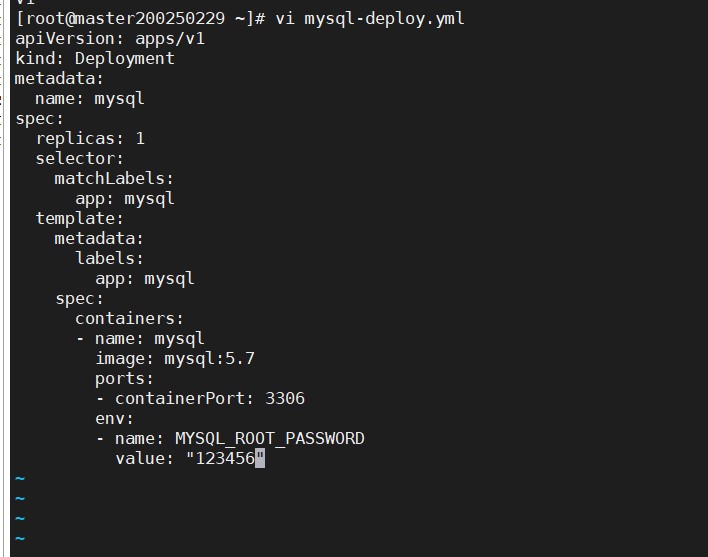 [root@master200250229 ~]# vi mysql-deploy.yml
apiVersion: apps/v1
kind: Deployment
metadata:
  name: mysql
spec:
  replicas: 1
  selector:
    matchLabels:
      app: mysql
  template:
    metadata:
      labels:
        app: mysql
    spec:
      containers:
      - name: mysql
        image: mysql:5.7
        ports:
        - containerPort: 3306
        env:
        - name: MYSQL_ROOT_PASSWORD
          value: "123456"
~
~
~
~